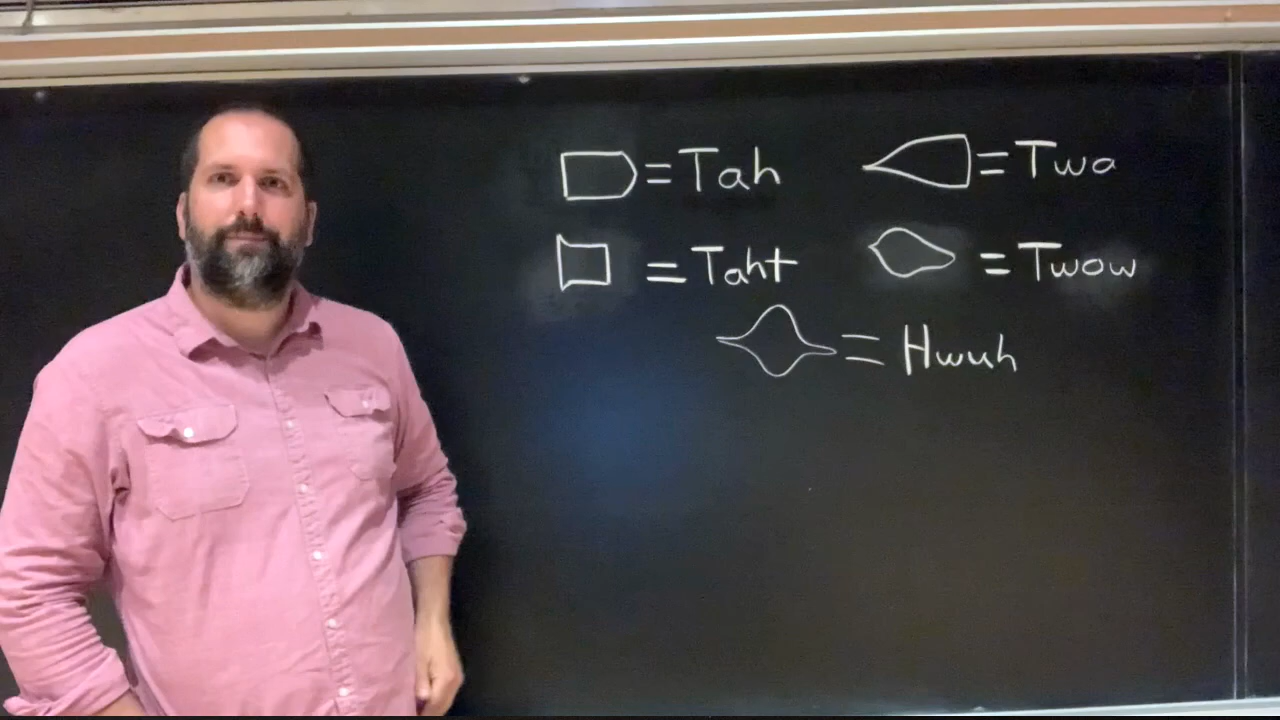 = Tah = Twa
= Taht = Twow
= Hwuh